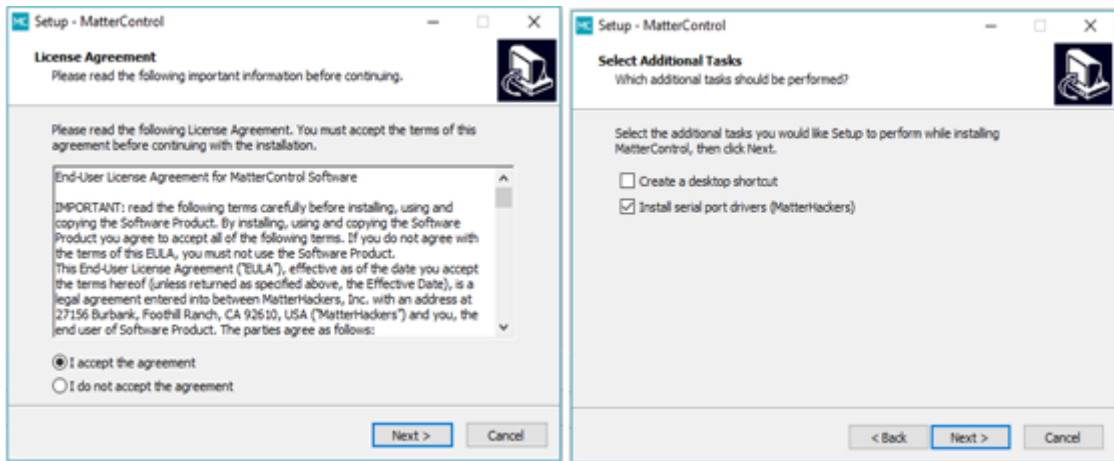 Setup - MatterControl
License Agreement
Please read the following important information before continuing.
Please read the following License Agreement. You must accept the terms of this
agreement before continuing with the installation.
End-User License Agreement for MatterControl Software
IMPORTANT: read the following terms carefully before installing, using and
copying the Software Product. By installing, using and copying the Software
Product you agree to accept all of the following terms. If you do not agree with
the terms of this EULA, you must not use the Software Product.
This End-User License Agreement ("EULA"), effective as of the date you accept
the terms hereof (unless returned as specified above, the Effective Date), is a
legal agreement entered into between MatterHackers, Inc. with an address at
27156 Burbank, Foothill Ranch, CA 92610, USA ("MatterHackers") and you, the
end user of Software Product. The parties agree as follows:
I accept the agreement
I do not accept the agreement
Next >
Cancel
MC Setup - MatterControl
Select Additional Tasks
Which additional tasks should be performed?
Select the additional tasks you would like Setup to perform while installing
MatterControl, then click Next.
Create a desktop shortcut
Install serial port drivers (MatterHackers)
< Back
Next >
Cancel